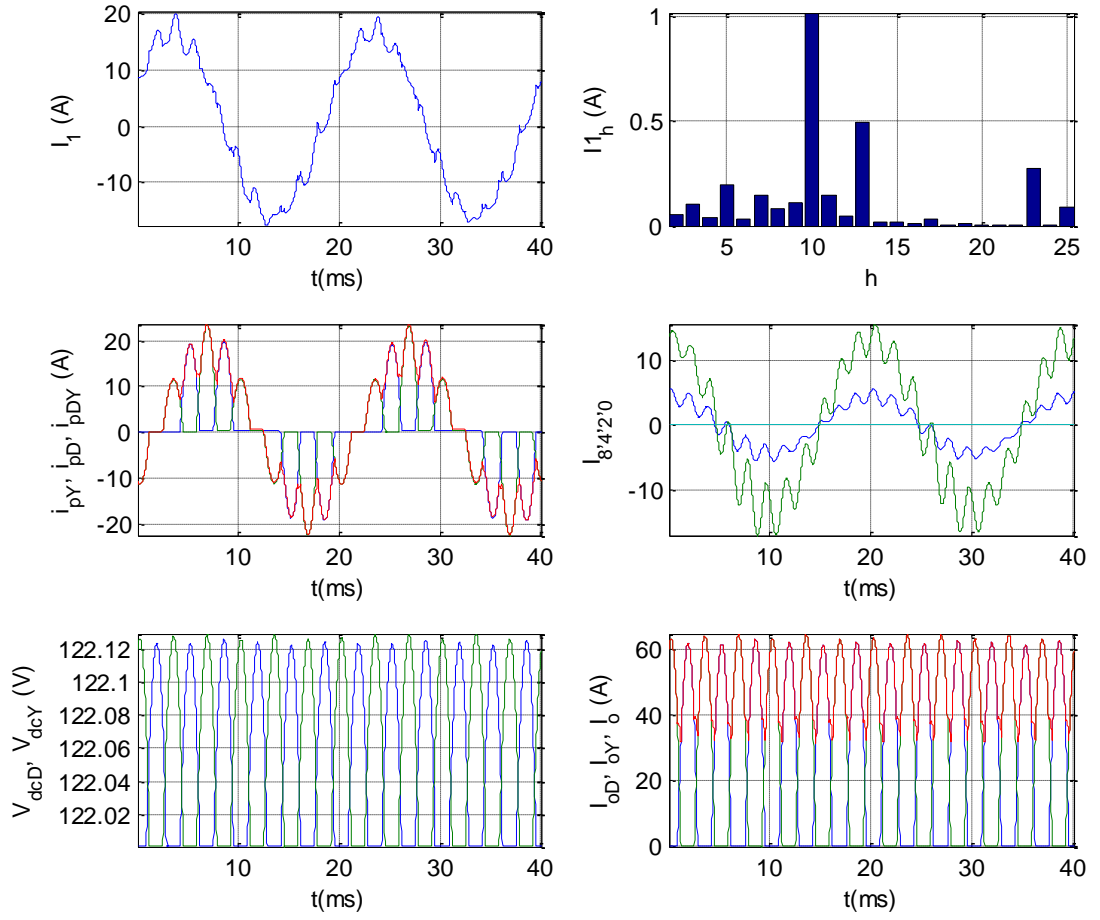 20
10
0
-10
I1 (A)
10 20 30 40
t(ms)
1
0.5
0
I1h (A)
5 10 15 20 25
h
20
10
0
-10
-20
ipY, ipD, ipDY (A)
10 20 30 40
t(ms)
10
0
-10
I8'4'2'0
10 20 30 40
t(ms)
122.12
122.1
122.08
122.06
122.04
122.02
VdcD, VdcY (V)
10 20 30 40
t(ms)
60
40
20
0
IoD, IoY, Io (A)
10 20 30 40
t(ms)